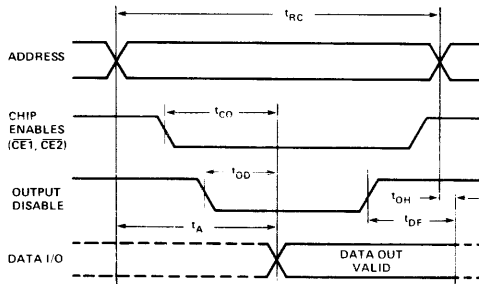 tRC
ADDRESS
tCO
CHIP
ENABLES
(CE1, CE2)
tOD
OUTPUT
DISABLE
tOH
tDF
tA
DATA I/O
DATA OUT
VALID